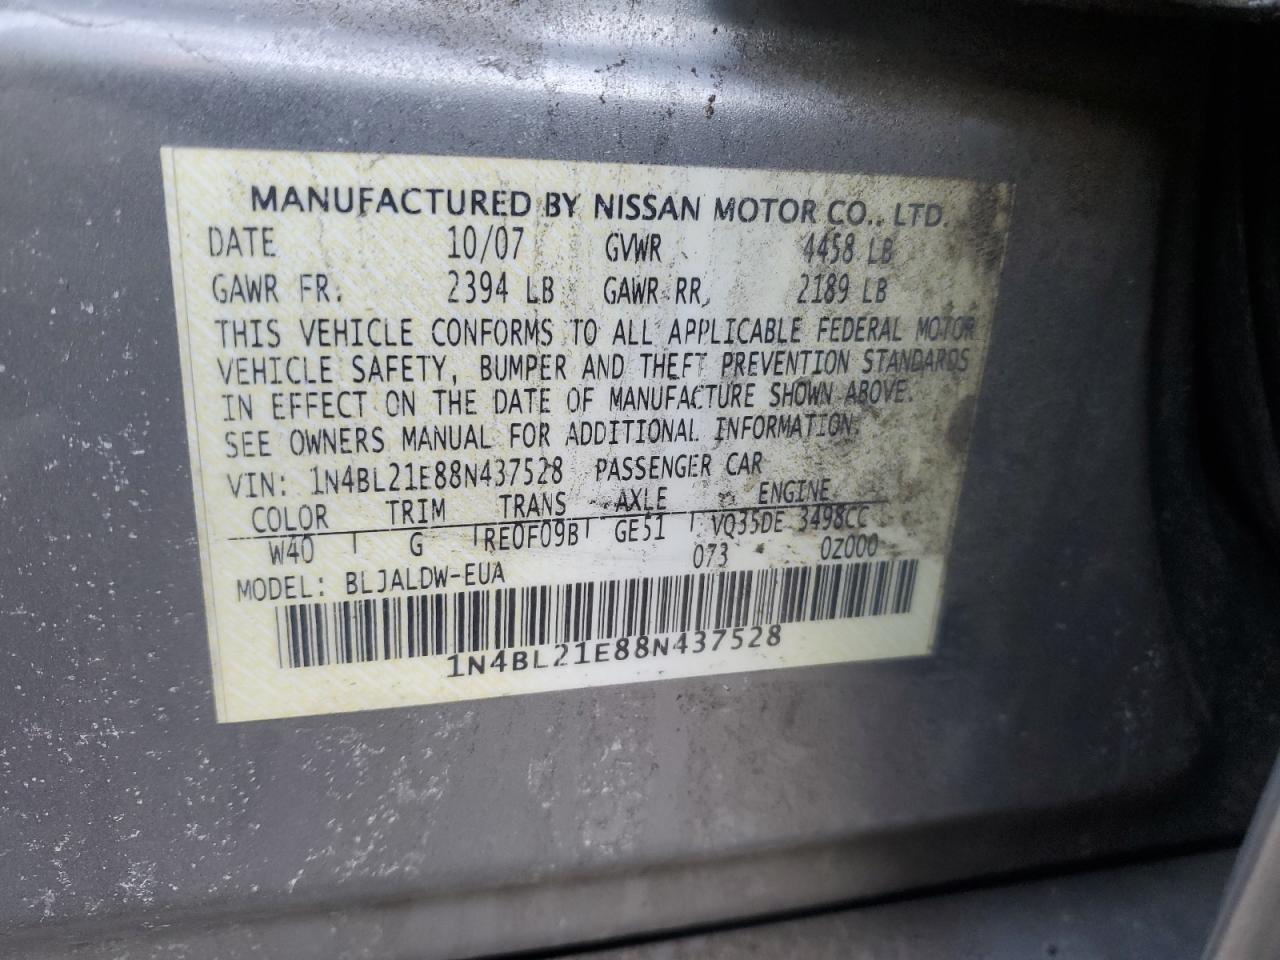 MANUFACTURED BY NISSAN MOTOR CO., LTD.
DATE 10/07 GVWR 4458 LB
GAWR FR. 2394 LB GAWR RR, 2189 LB
THIS VEHICLE CONFORMS TO ALL APPLICABLE FEDERAL MOTOR
VEHICLE SAFETY, BUMPER AND THEFT PREVENTION STANDARDS
IN EFFECT ON THE DATE OF MANUFACTURE SHOWN ABOVE.
SEE OWNERS MANUAL FOR ADDITIONAL INFORMATION.
VIN: 1N4BL21E88N437528 PASSENGER CAR
COLOR TRIM TRANS AXLE ENGINE
W40 G RE0F09B GE51 VQ35DE 3498CC
073 0Z000
MODEL: BLJALDW-EUA
1N4BL21E88N437528